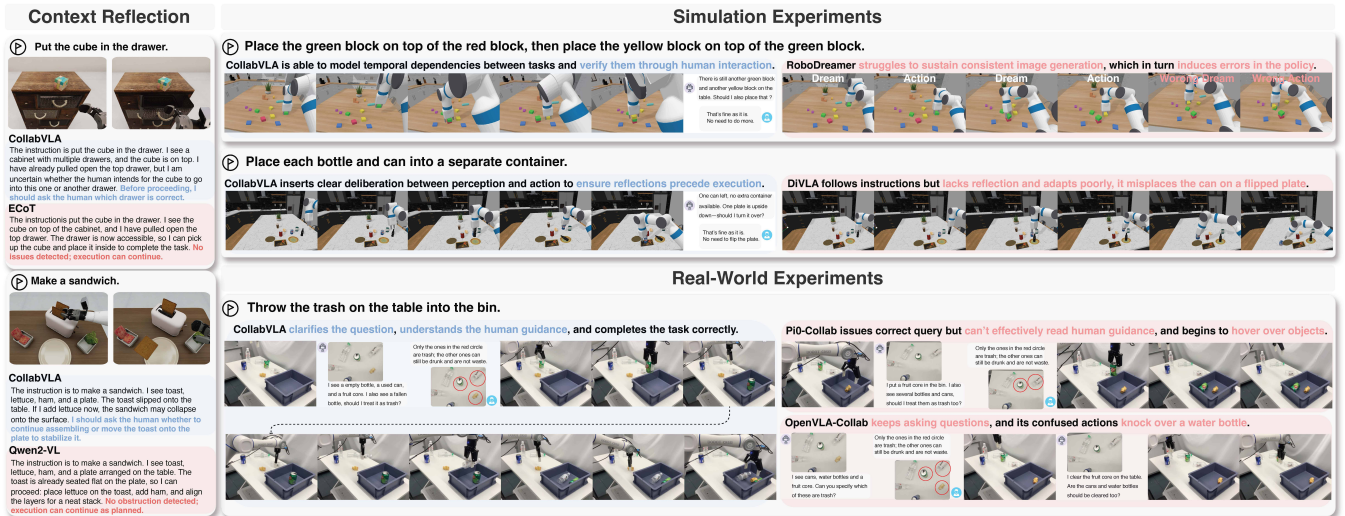 Context Reflection
Put the cube in the drawer.
CollabVLA
The instruction is put the cube in the drawer. I see a
cabinet with multiple drawers, and the cube is on top. I
have already pulled open the top drawer, but I am
uncertain whether the human intends for the cube to go
into this one or another drawer. Before proceeding, I
should ask the human which drawer is correct.
ECoT
The instructionis put the cube in the drawer. I see the
cube on top of the cabinet, and I have pulled open the
top drawer. The drawer is now accessible, so I can pick
up the cube and place it inside to complete the task. No
issues detected; execution can continue.
Make a sandwich.
CollabVLA
The instruction is to make a sandwich. I see toast,
lettuce, ham, and a plate. The toast slipped onto the
table. If I add lettuce now, the sandwich may collapse
onto the surface. I should ask the human whether to
continue assembling or move the toast onto the
plate to stabilize it.
Qwen2-VL
The instruction is to make a sandwich. I see toast,
lettuce, ham, and a plate arranged on the table. The
toast is already seated flat on the plate, so I can
proceed: place lettuce on the toast, add ham, and align
the layers for a neat stack. No obstruction detected;
execution can continue as planned.
Simulation Experiments
Place the green block on top of the red block, then place the yellow block on top of the green block.
CollabVLA is able to model temporal dependencies between tasks and verify them through human interaction.
There is still another green block
and another yellow block on the
table. Should I also place that ?
That's fine as it is.
No need to do more.
RoboDreamer struggles to sustain consistent image generation, which in turn induces errors in the policy.
Dream Action Dream Action Wrong Dream Wrong Action
Place each bottle and can into a separate container.
CollabVLA inserts clear deliberation between perception and action to ensure reflections precede execution.
One can left, no extra container
available. One plate is upside
down—should I turn it over?
That's fine as it is.
No need to flip the plate.
DiVLA follows instructions but lacks reflection and adapts poorly, it misplaces the can on a flipped plate.
Real-World Experiments
Throw the trash on the table into the bin.
CollabVLA clarifies the question, understands the human guidance, and completes the task correctly.
I see a empty bottle, a used can,
and a fruit core. I also see a fallen
bottle, should I treat it as trash?
Only the ones in the red circle
are trash; the other ones can
still be drunk and are not waste.
Pi0-Collab issues correct query but can't effectively read human guidance, and begins to hover over objects.
I put a fruit core in the bin. I also
see several bottles and cans,
should I treat them as trash too?
Only the ones in the red circle
are trash; the other ones can
still be drunk and are not waste.
OpenVLA-Collab keeps asking questions, and its confused actions knock over a water bottle.
I see cans, water bottles and a
fruit core. Can you specify which
of these are trash?
Only the ones in the red circle
are trash; the other ones can
still be drunk and are not waste.
I clear the fruit core on the table.
Are the cans and water bottles
should be cleared too?